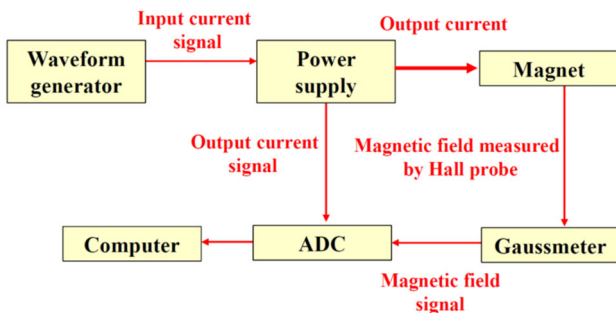 Input current
signal
Output current
Waveform
generator
Power
supply
Magnet
Output current
signal
Magnetic field measured
by Hall probe
Computer
ADC
Gaussmeter
Magnetic field
signal